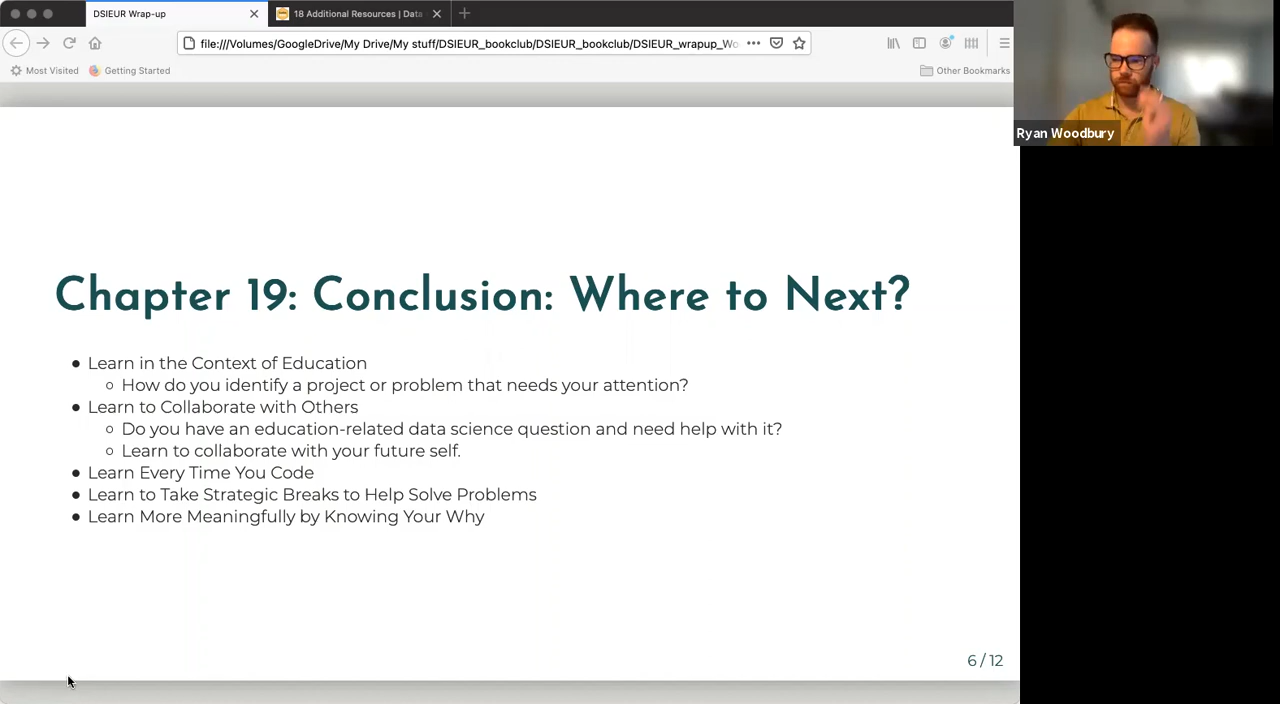 DSIEUR Wrap-up
18 Additional Resources | Data
file:///Volumes/GoogleDrive/My Drive/My stuff/DSIEUR_bookclub/DSIEUR_bookclub/DSIEUR_wrapup_Wo
Most Visited
Getting Started
Other Bookmarks
Ryan Woodbury
Chapter 19: Conclusion: Where to Next?
Learn in the Context of Education
How do you identify a project or problem that needs your attention?
Learn to Collaborate with Others
Do you have an education-related data science question and need help with it?
Learn to collaborate with your future self.
Learn Every Time You Code
Learn to Take Strategic Breaks to Help Solve Problems
Learn More Meaningfully by Knowing Your Why
6 / 12